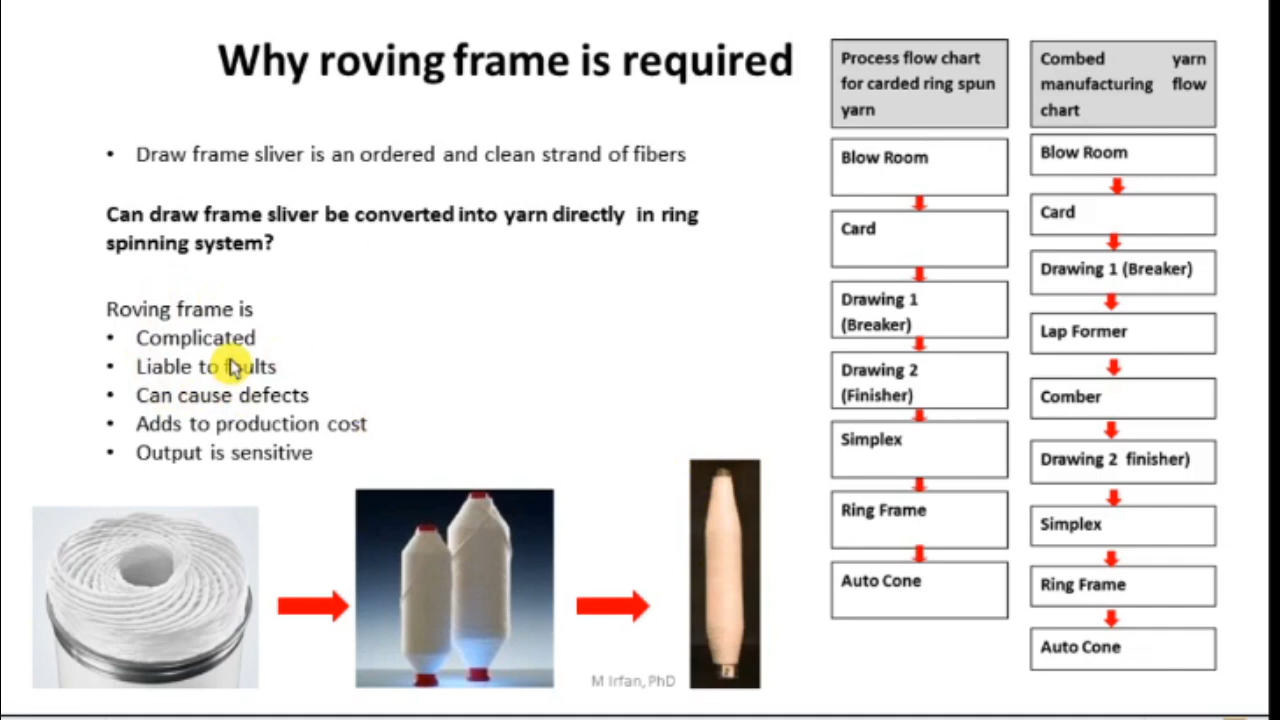 Why roving frame is required
• Draw frame sliver is an ordered and clean strand of fibers
Can draw frame sliver be converted into yarn directly in ring
spinning system?
Roving frame is
• Complicated
• Liable to faults
• Can cause defects
• Adds to production cost
• Output is sensitive
M Irfan, PhD
Process flow chart
for carded ring spun
yarn
Blow Room
Card
Drawing 1
(Breaker)
Drawing 2
(Finisher)
Simplex
Ring Frame
Auto Cone
Combed yarn
manufacturing flow
chart
Blow Room
Card
Drawing 1 (Breaker)
Lap Former
Comber
Drawing 2 finisher)
Simplex
Ring Frame
Auto Cone